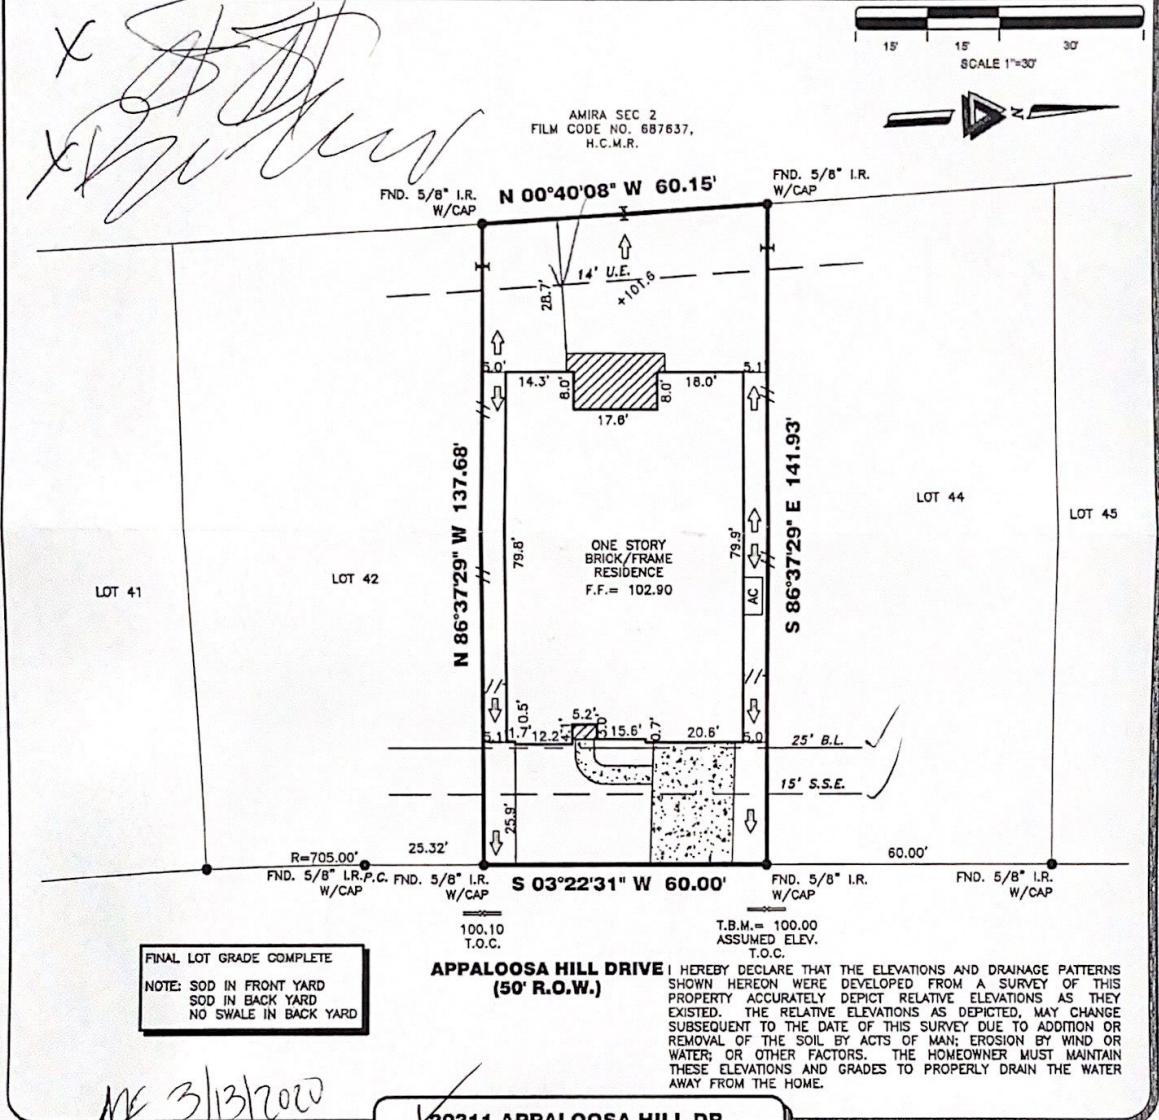 X
15' 15' 30'
SCALE 1"=30'
N
AMIRA SEC 2
FILM CODE NO. 687637,
H.C.M.R.
X
FND. 5/8" I.R.
W/CAP
N 00°40'08" W 60.15'
FND. 5/8" I.R.
W/CAP
14' U.E.
+101.6
28.7'
5.0'
14.3'
8.0'
17.6'
8.0'
18.0'
5.1'
N 86°37'29" W 137.68'
S 86°37'29" E 141.93'
79.8'
79.9'
ONE STORY
BRICK/FRAME
RESIDENCE
F.F.= 102.90
AC
LOT 41
LOT 42
LOT 44
LOT 45
5.1'
1.7'
0.5'
12.2'
5.2'
15.6'
0.7'
20.6'
5.0'
25' B.L.
15' S.S.E.
25.9'
R=705.00'
25.32'
60.00'
FND. 5/8" I.R.
W/CAP
P.C.
FND. 5/8" I.R.
W/CAP
S 03°22'31" W 60.00'
FND. 5/8" I.R.
W/CAP
FND. 5/8" I.R.
W/CAP
100.10
T.O.C.
T.B.M.= 100.00
ASSUMED ELEV.
T.O.C.
APPALOOSA HILL DRIVE
(50' R.O.W.)
FINAL LOT GRADE COMPLETE
NOTE: SOD IN FRONT YARD
SOD IN BACK YARD
NO SWALE IN BACK YARD
I HEREBY DECLARE THAT THE ELEVATIONS AND DRAINAGE PATTERNS
SHOWN HEREON WERE DEVELOPED FROM A SURVEY OF THIS
PROPERTY ACCURATELY DEPICT RELATIVE ELEVATIONS AS THEY
EXISTED. THE RELATIVE ELEVATIONS AS DEPICTED, MAY CHANGE
SUBSEQUENT TO THE DATE OF THIS SURVEY DUE TO ADDITION OR
REMOVAL OF THE SOIL BY ACTS OF MAN; EROSION BY WIND OR
WATER; OR OTHER FACTORS. THE HOMEOWNER MUST MAINTAIN
THESE ELEVATIONS AND GRADES TO PROPERLY DRAIN THE WATER
AWAY FROM THE HOME.
3/13/2020
20311 APPALOOSA HILL DR